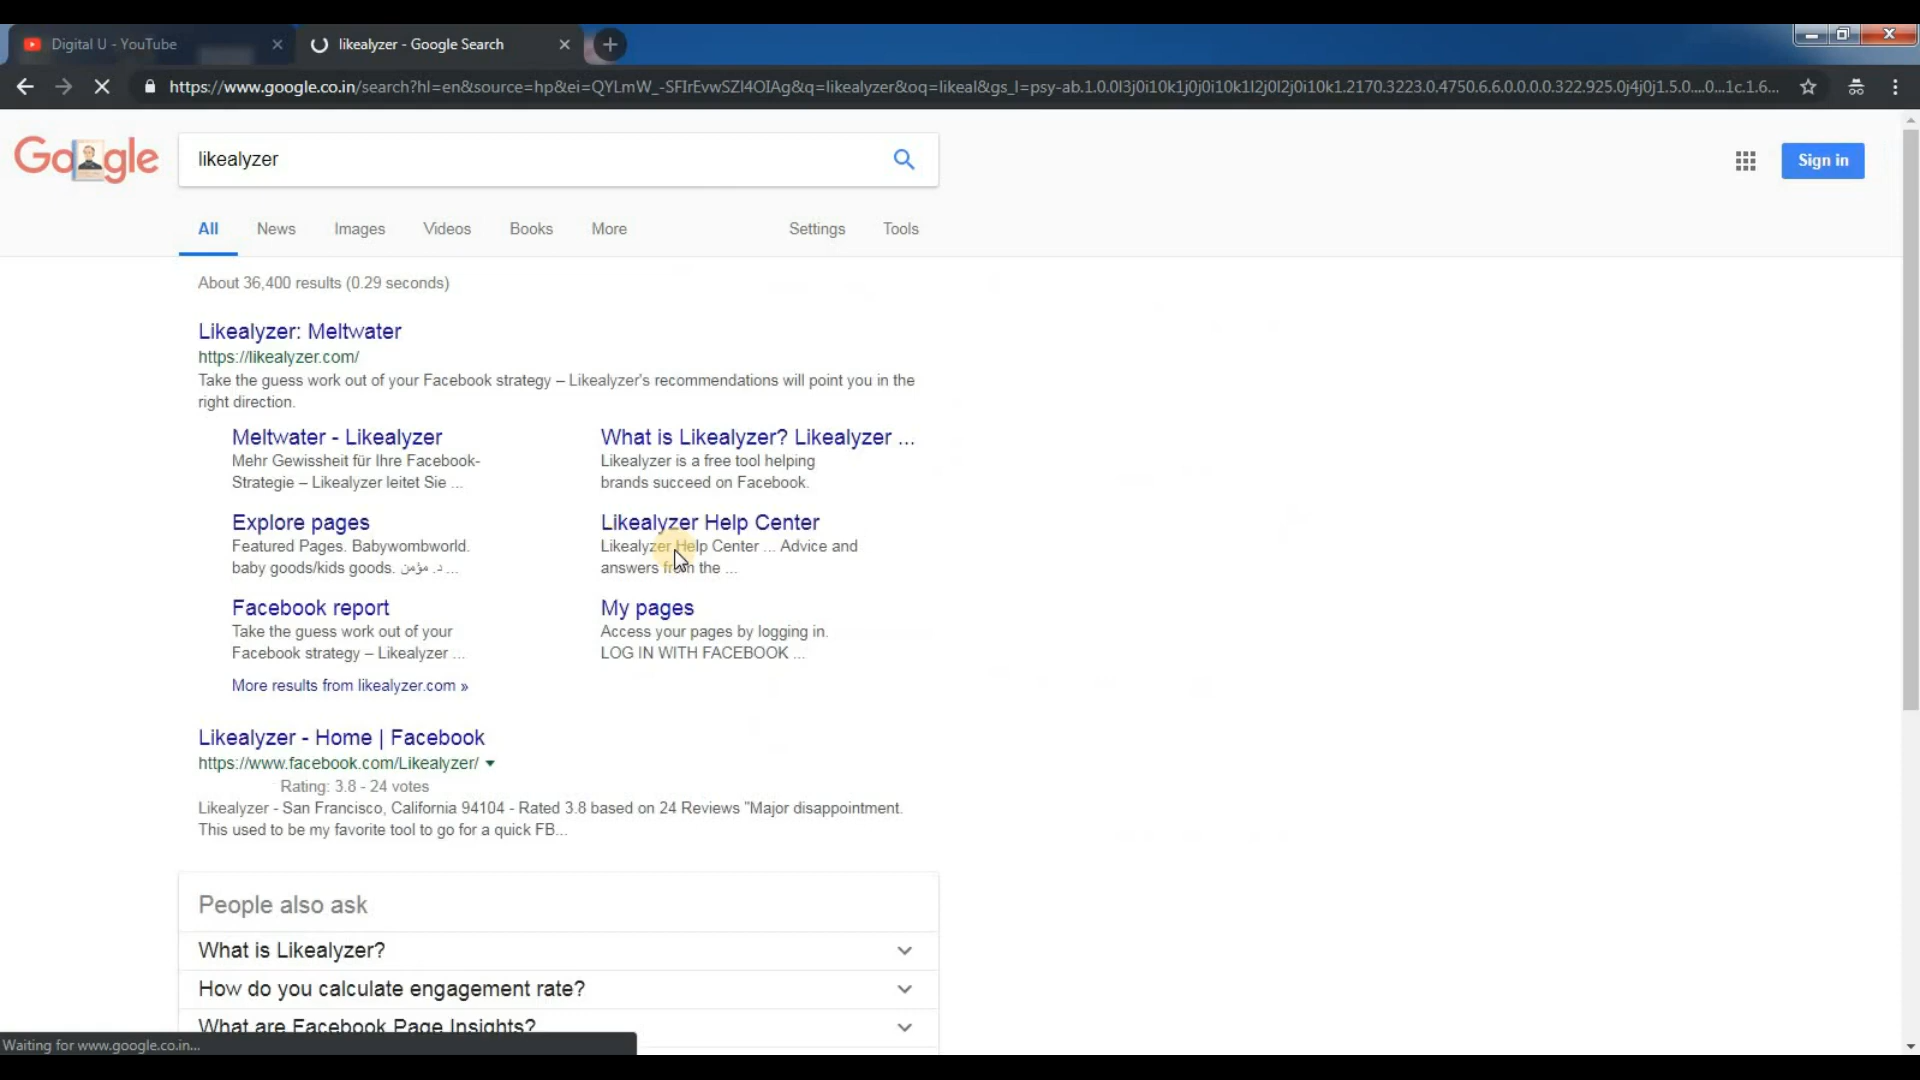 Digital U - YouTube
likealyzer - Google Search
https://www.google.co.in/search?hl=en&source=hp&ei=QYLmW_-SFIrEvwSZl4OIAg&q=likealyzer&oq=likeal&gs_l=psy-ab.1.0.0l3j0i10k1j0j0i10k1l2j0l2j0i10k1.2170.3223.0.4750.6.6.0.0.0.0.322.925.0j4j0j1.5.0....0...1c.1.6...
Google
likealyzer
Sign in
All News Images Videos Books More Settings Tools
About 36,400 results (0.29 seconds)
Likealyzer: Meltwater
https://likealyzer.com/
Take the guess work out of your Facebook strategy – Likealyzer's recommendations will point you in the
right direction.
Meltwater - Likealyzer
Mehr Gewissheit für Ihre Facebook-
Strategie – Likealyzer leitet Sie ...
What is Likealyzer? Likealyzer ...
Likealyzer is a free tool helping
brands succeed on Facebook.
Explore pages
Featured Pages. Babywombworld.
baby goods/kids goods. د. مؤمن ...
Likealyzer Help Center
Likealyzer Help Center ... Advice and
answers from the ...
Facebook report
Take the guess work out of your
Facebook strategy – Likealyzer ...
My pages
Access your pages by logging in.
LOG IN WITH FACEBOOK ...
More results from likealyzer.com »
Likealyzer - Home | Facebook
https://www.facebook.com/Likealyzer/
Rating: 3.8 - 24 votes
Likealyzer - San Francisco, California 94104 - Rated 3.8 based on 24 Reviews "Major disappointment.
This used to be my favorite tool to go for a quick FB...
People also ask
What is Likealyzer?
How do you calculate engagement rate?
What are Facebook Page Insights?
Waiting for www.google.co.in...